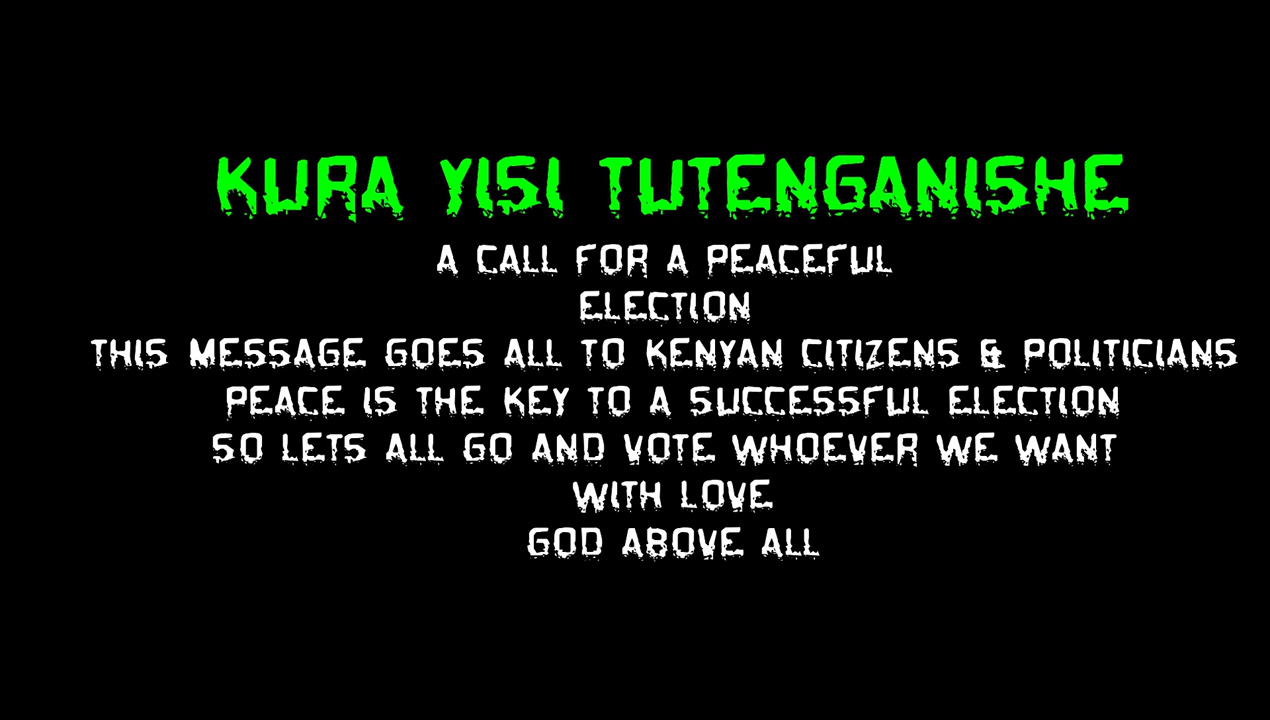 KURA YISI TUTENGANISHE
A CALL FOR A PEACEFUL
ELECTION
THIS MESSAGE GOES ALL TO KENYAN CITIZENS & POLITICIANS
PEACE IS THE KEY TO A SUCCESSFUL ELECTION
SO LETS ALL GO AND VOTE WHOEVER WE WANT
WITH LOVE
GOD ABOVE ALL